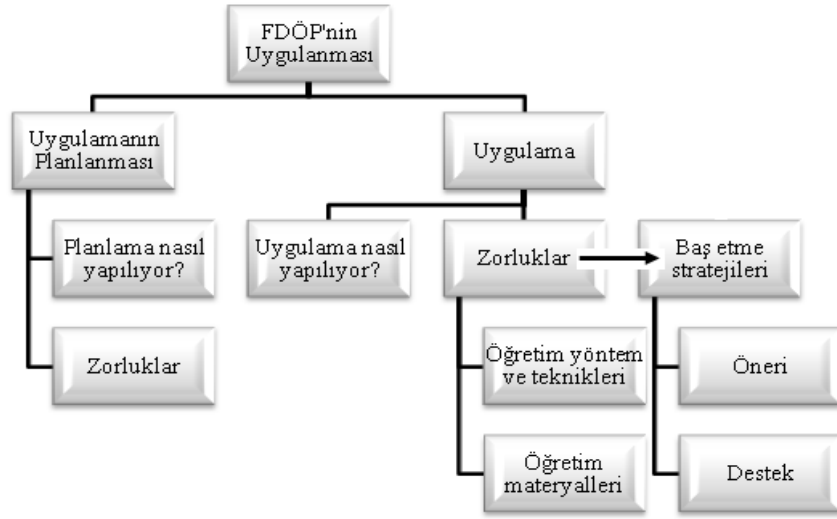 FDÖP'nin
Uygulanması
Uygulamanın
Planlanması
Uygulama
Planlama nasıl
yapılıyor?
Uygulama nasıl
yapılıyor?
Zorluklar
Baş etme
stratejileri
Zorluklar
Öğretim yöntem
ve teknikleri
Öneri
Öğretim
materyalleri
Destek